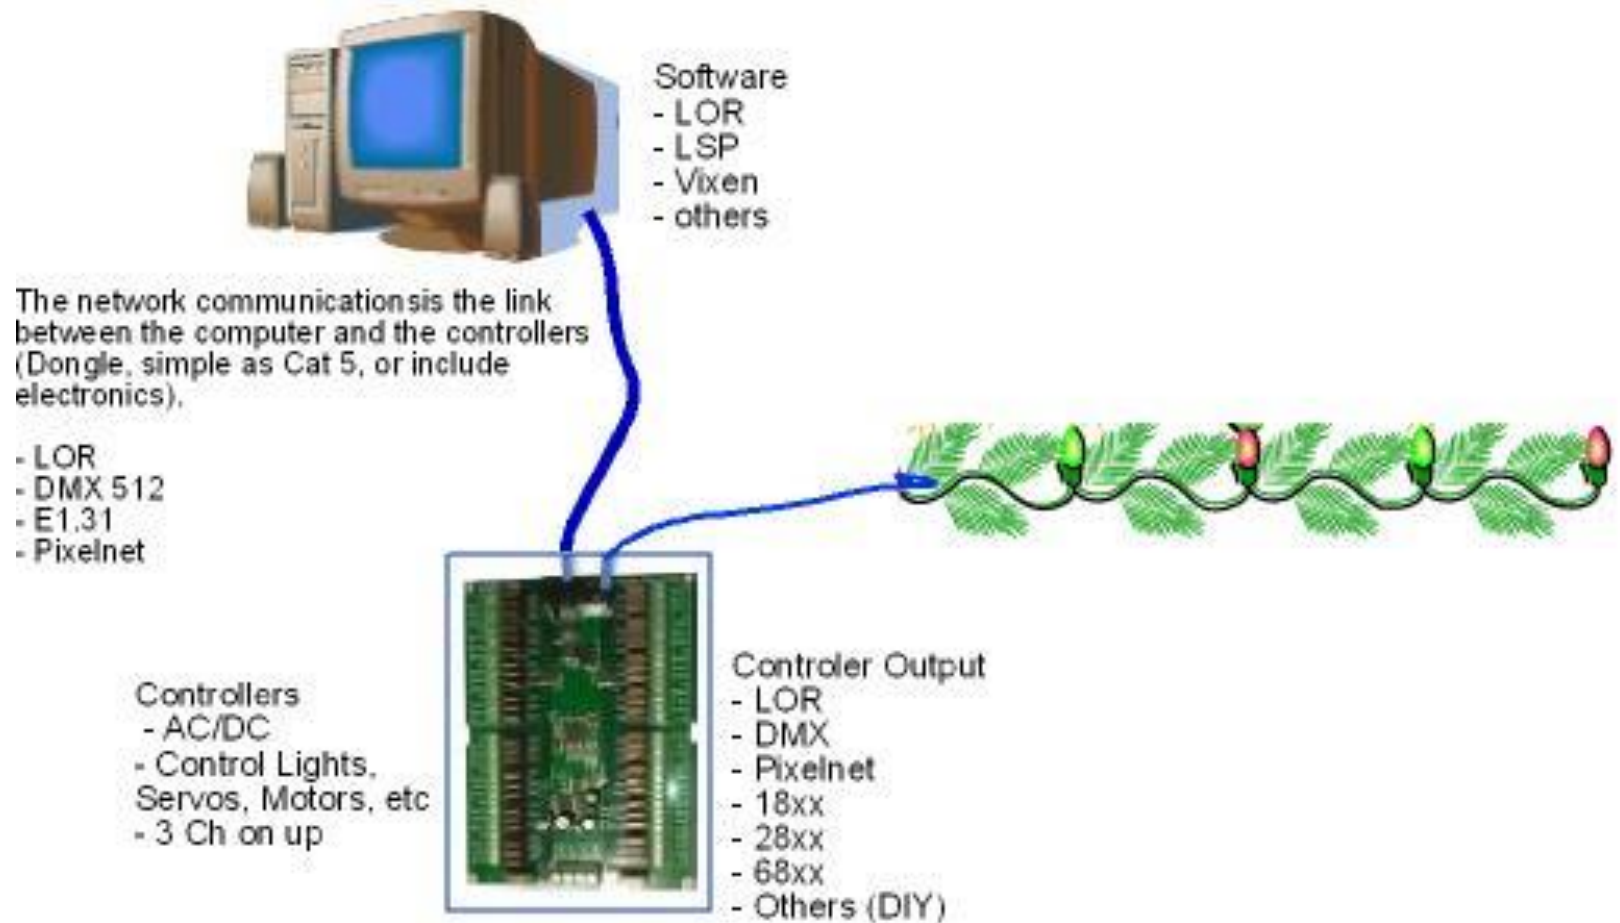 Software
- LOR
- LSP
- Vixen
- others
The network communicationsis the link
between the computer and the controllers
(Dongle, simple as Cat 5, or include
electronics).
- LOR
- DMX 512
- E1.31
- Pixelnet
Controllers
- AC/DC
- Control Lights,
Servos, Motors, etc
- 3 Ch on up
Controler Output
- LOR
- DMX
- Pixelnet
- 18xx
- 28xx
- 68xx
- Others (DIY)